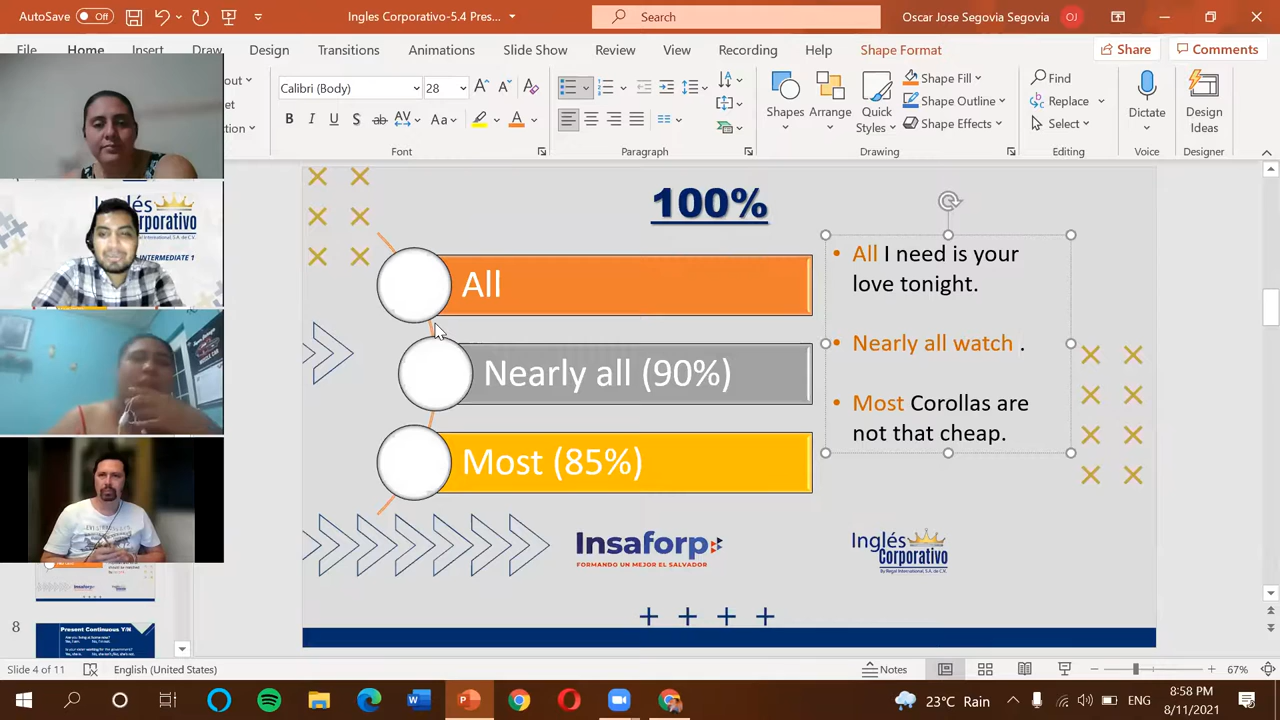 AutoSave Off
Ingles Corporativo-5.4 Pres...
Search
Oscar Jose Segovia Segovia OJ
File Home Insert Draw Design Transitions Animations Slide Show Review View Recording Help Shape Format
Share Comments
Calibri (Body) 28
Shapes
Arrange
Quick Styles
Shape Fill
Shape Outline
Shape Effects
Find
Replace
Select
Dictate
Design Ideas
Font
Paragraph
Drawing
Editing
Voice
Designer
100%
All
Nearly all (90%)
Most (85%)
• All I need is your
love tonight.
• Nearly all watch .
• Most Corollas are
not that cheap.
Insaforp
FORMANDO UN MEJOR EL SALVADOR
Inglés
Corporativo
By Regal International, S.A. de C.V.
Inglés
INTERMEDIATE 1
8
Present Continuous Y/N
Slide 4 of 11
English (United States)
Notes
67%
23°C Rain
ENG
8:58 PM
8/11/2021